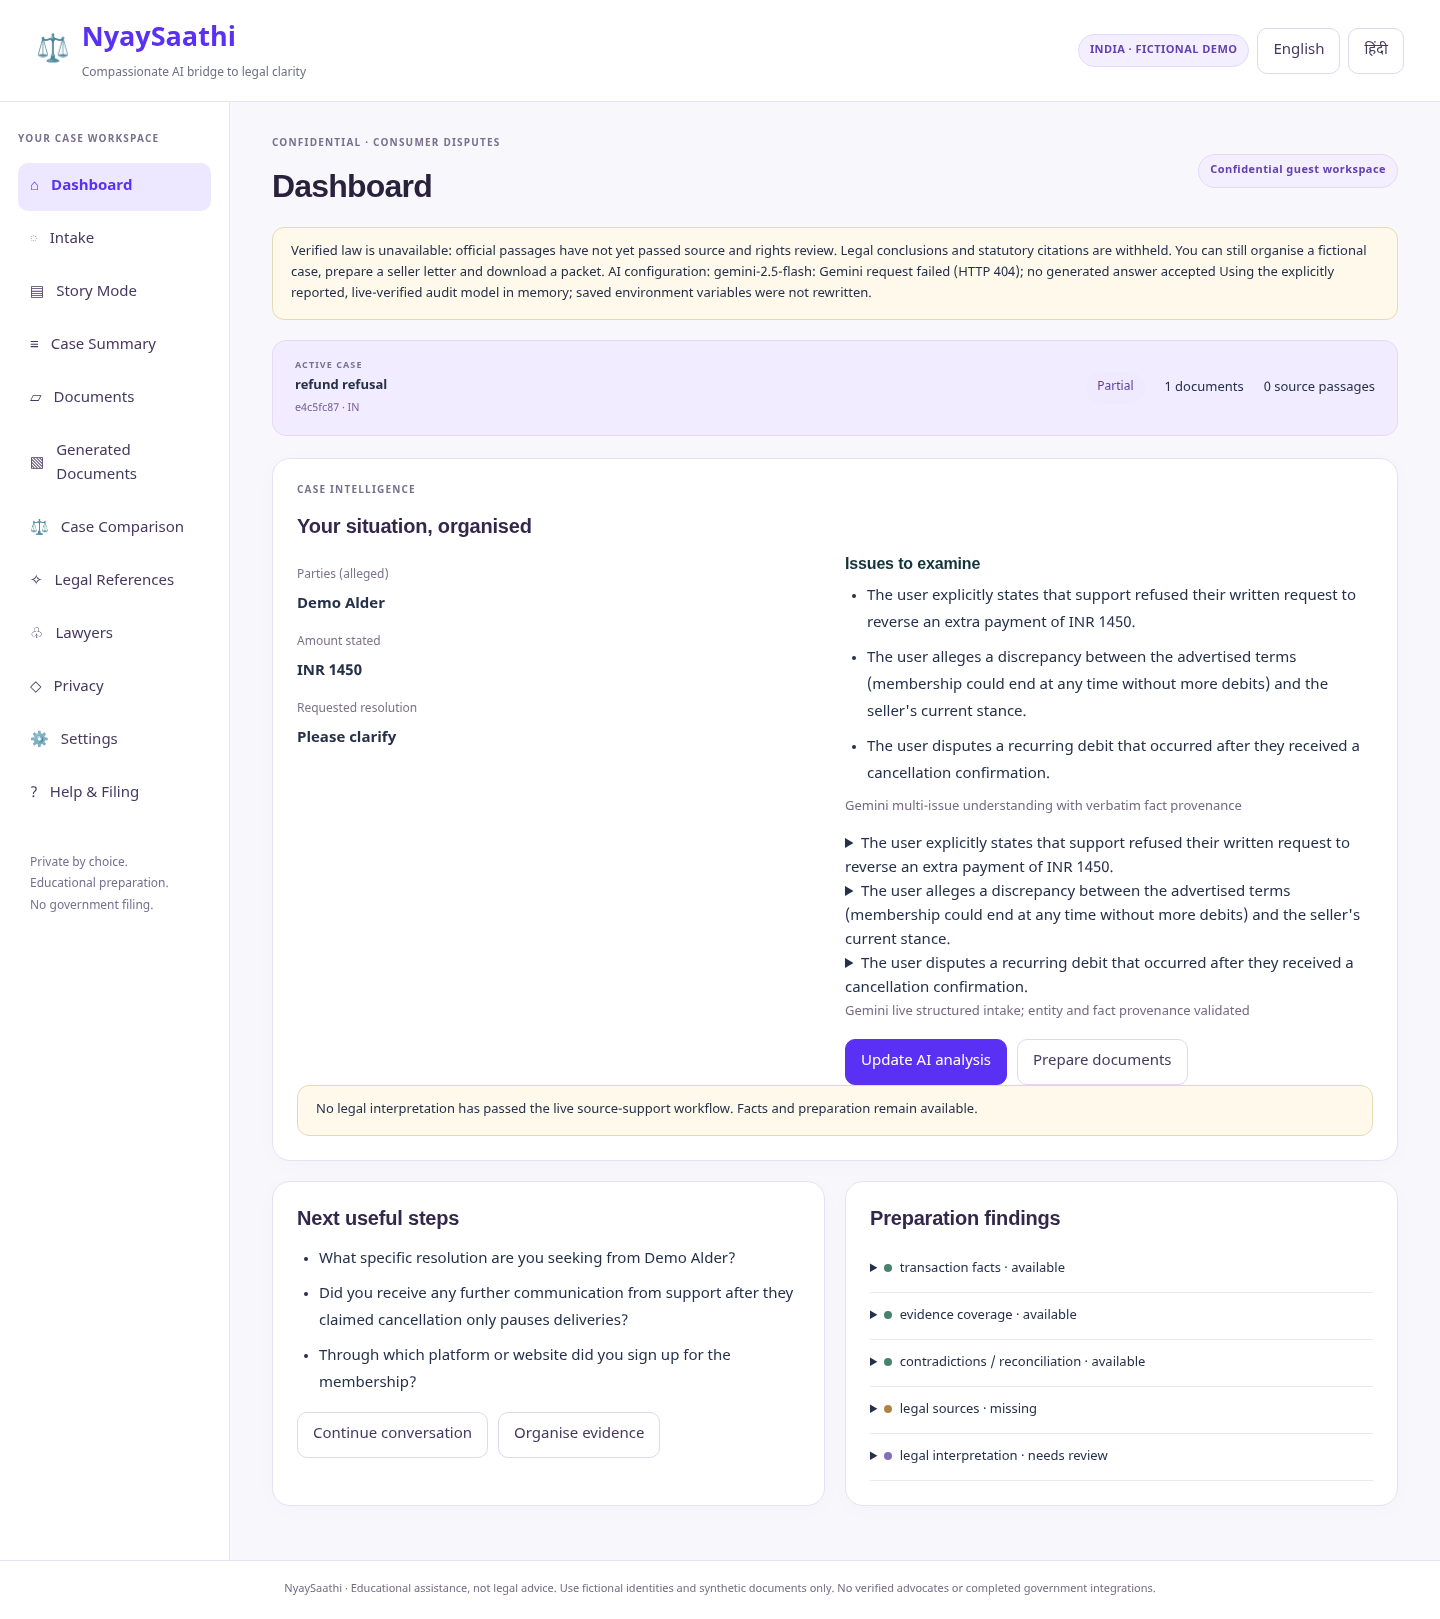 NyaySaathi
Compassionate AI bridge to legal clarity
INDIA · FICTIONAL DEMO
English
हिंदी
YOUR CASE WORKSPACE
Dashboard
Intake
Story Mode
Case Summary
Documents
Generated
Documents
Case Comparison
Legal References
Lawyers
Privacy
Settings
? Help & Filing
Private by choice.
Educational preparation.
No government filing.
CONFIDENTIAL · CONSUMER DISPUTES
Dashboard
Confidential guest workspace
Verified law is unavailable: official passages have not yet passed source and rights review. Legal conclusions and statutory citations are withheld. You can still organise a fictional
case, prepare a seller letter and download a packet. AI configuration: gemini-2.5-flash: Gemini request failed (HTTP 404); no generated answer accepted Using the explicitly
reported, live-verified audit model in memory; saved environment variables were not rewritten.
ACTIVE CASE
refund refusal
e4c5fc87 · IN
Partial
1 documents
0 source passages
CASE INTELLIGENCE
Your situation, organised
Parties (alleged)
Demo Alder
Amount stated
INR 1450
Requested resolution
Please clarify
Issues to examine
• The user explicitly states that support refused their written request to
reverse an extra payment of INR 1450.
• The user alleges a discrepancy between the advertised terms
(membership could end at any time without more debits) and the
seller's current stance.
• The user disputes a recurring debit that occurred after they received a
cancellation confirmation.
Gemini multi-issue understanding with verbatim fact provenance
▶ The user explicitly states that support refused their written request to
reverse an extra payment of INR 1450.
▶ The user alleges a discrepancy between the advertised terms
(membership could end at any time without more debits) and the seller's
current stance.
▶ The user disputes a recurring debit that occurred after they received a
cancellation confirmation.
Gemini live structured intake; entity and fact provenance validated
Update AI analysis
Prepare documents
No legal interpretation has passed the live source-support workflow. Facts and preparation remain available.
Next useful steps
• What specific resolution are you seeking from Demo Alder?
• Did you receive any further communication from support after they
claimed cancellation only pauses deliveries?
• Through which platform or website did you sign up for the
membership?
Continue conversation
Organise evidence
Preparation findings
▶ transaction facts · available
▶ evidence coverage · available
▶ contradictions / reconciliation · available
▶ legal sources · missing
▶ legal interpretation · needs review
NyaySaathi · Educational assistance, not legal advice. Use fictional identities and synthetic documents only. No verified advocates or completed government integrations.